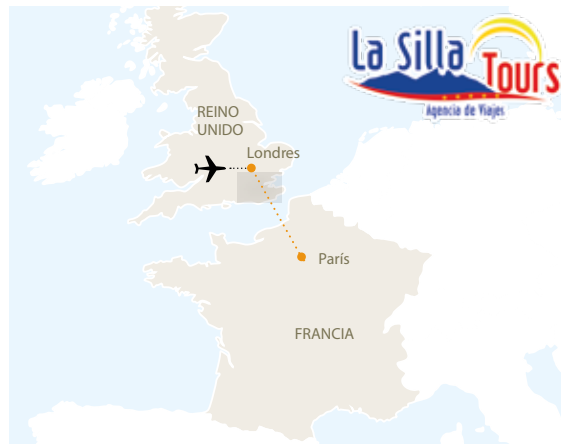 La Silla
Tours
Agencia de Viajes
REINO
UNIDO
Londres
París
FRANCIA